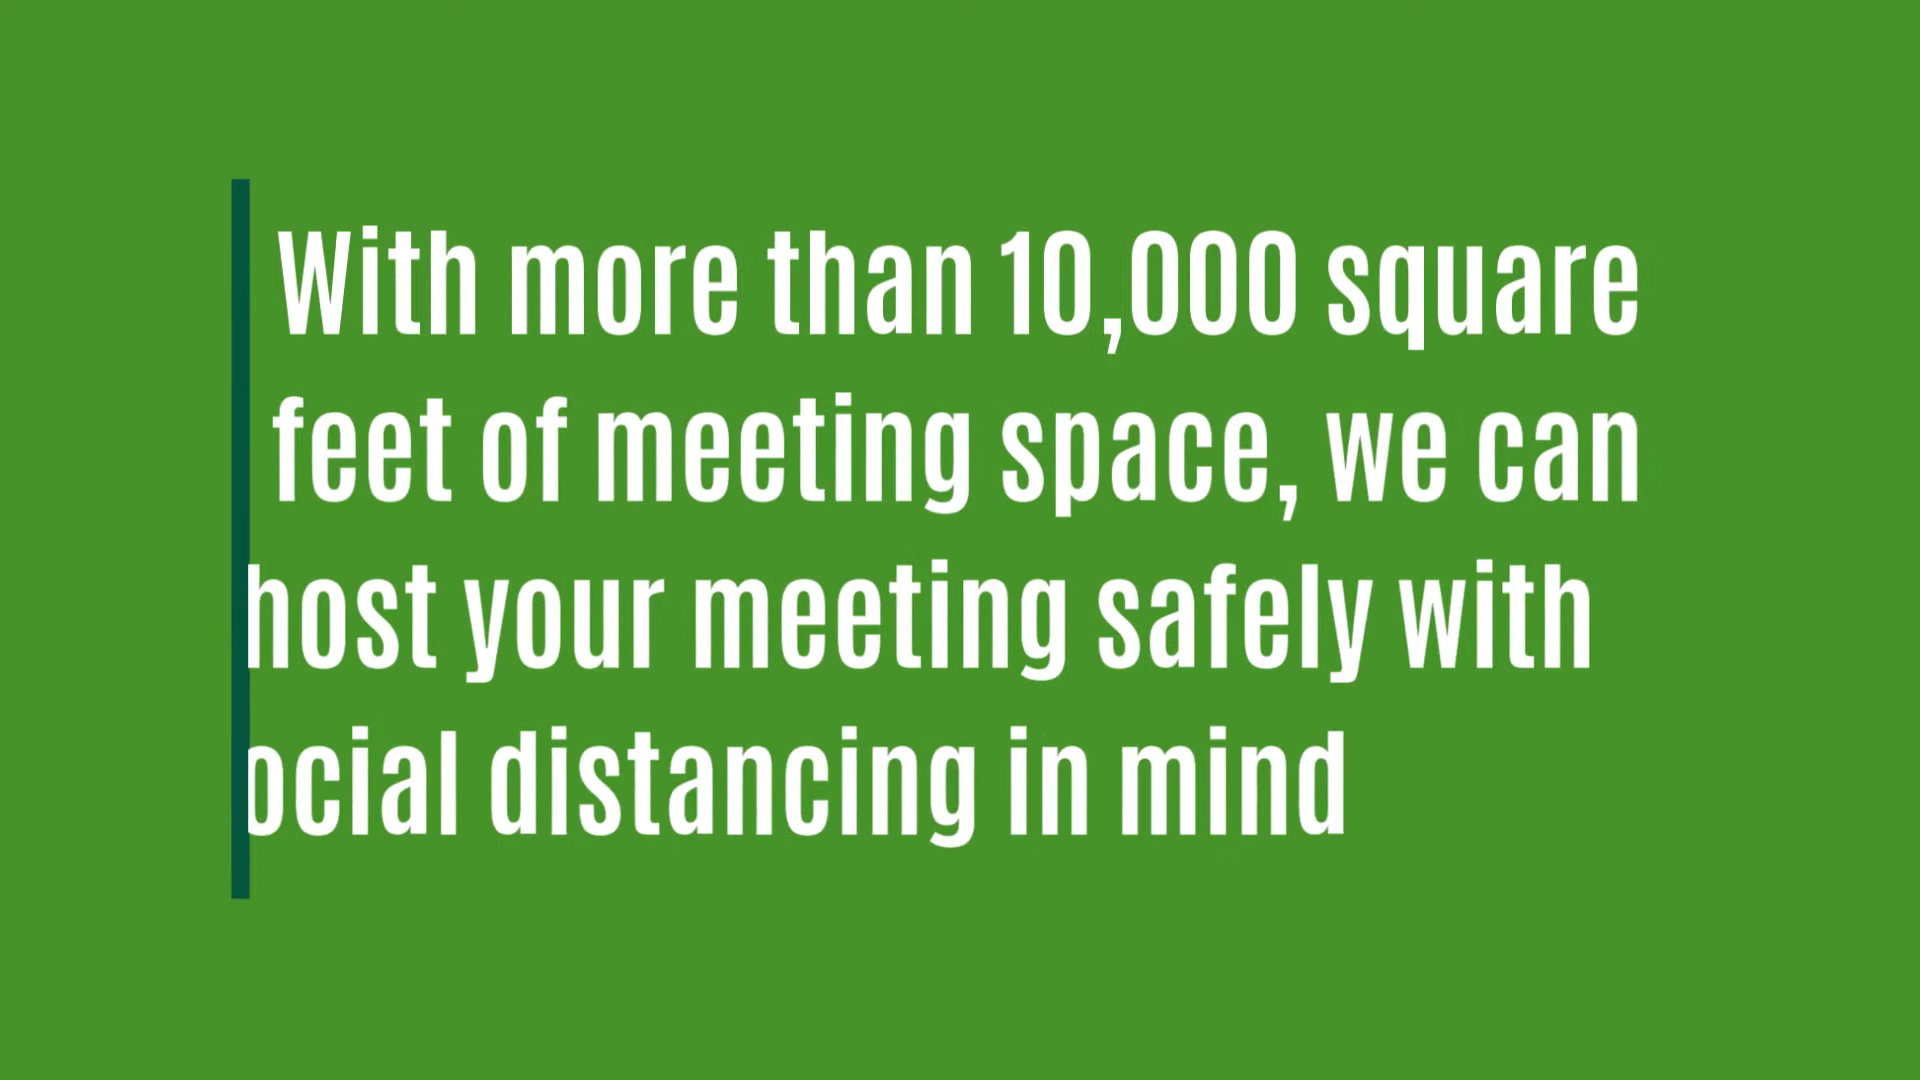 With more than 10,000 square
feet of meeting space, we can
host your meeting safely with
ocial distancing in mind